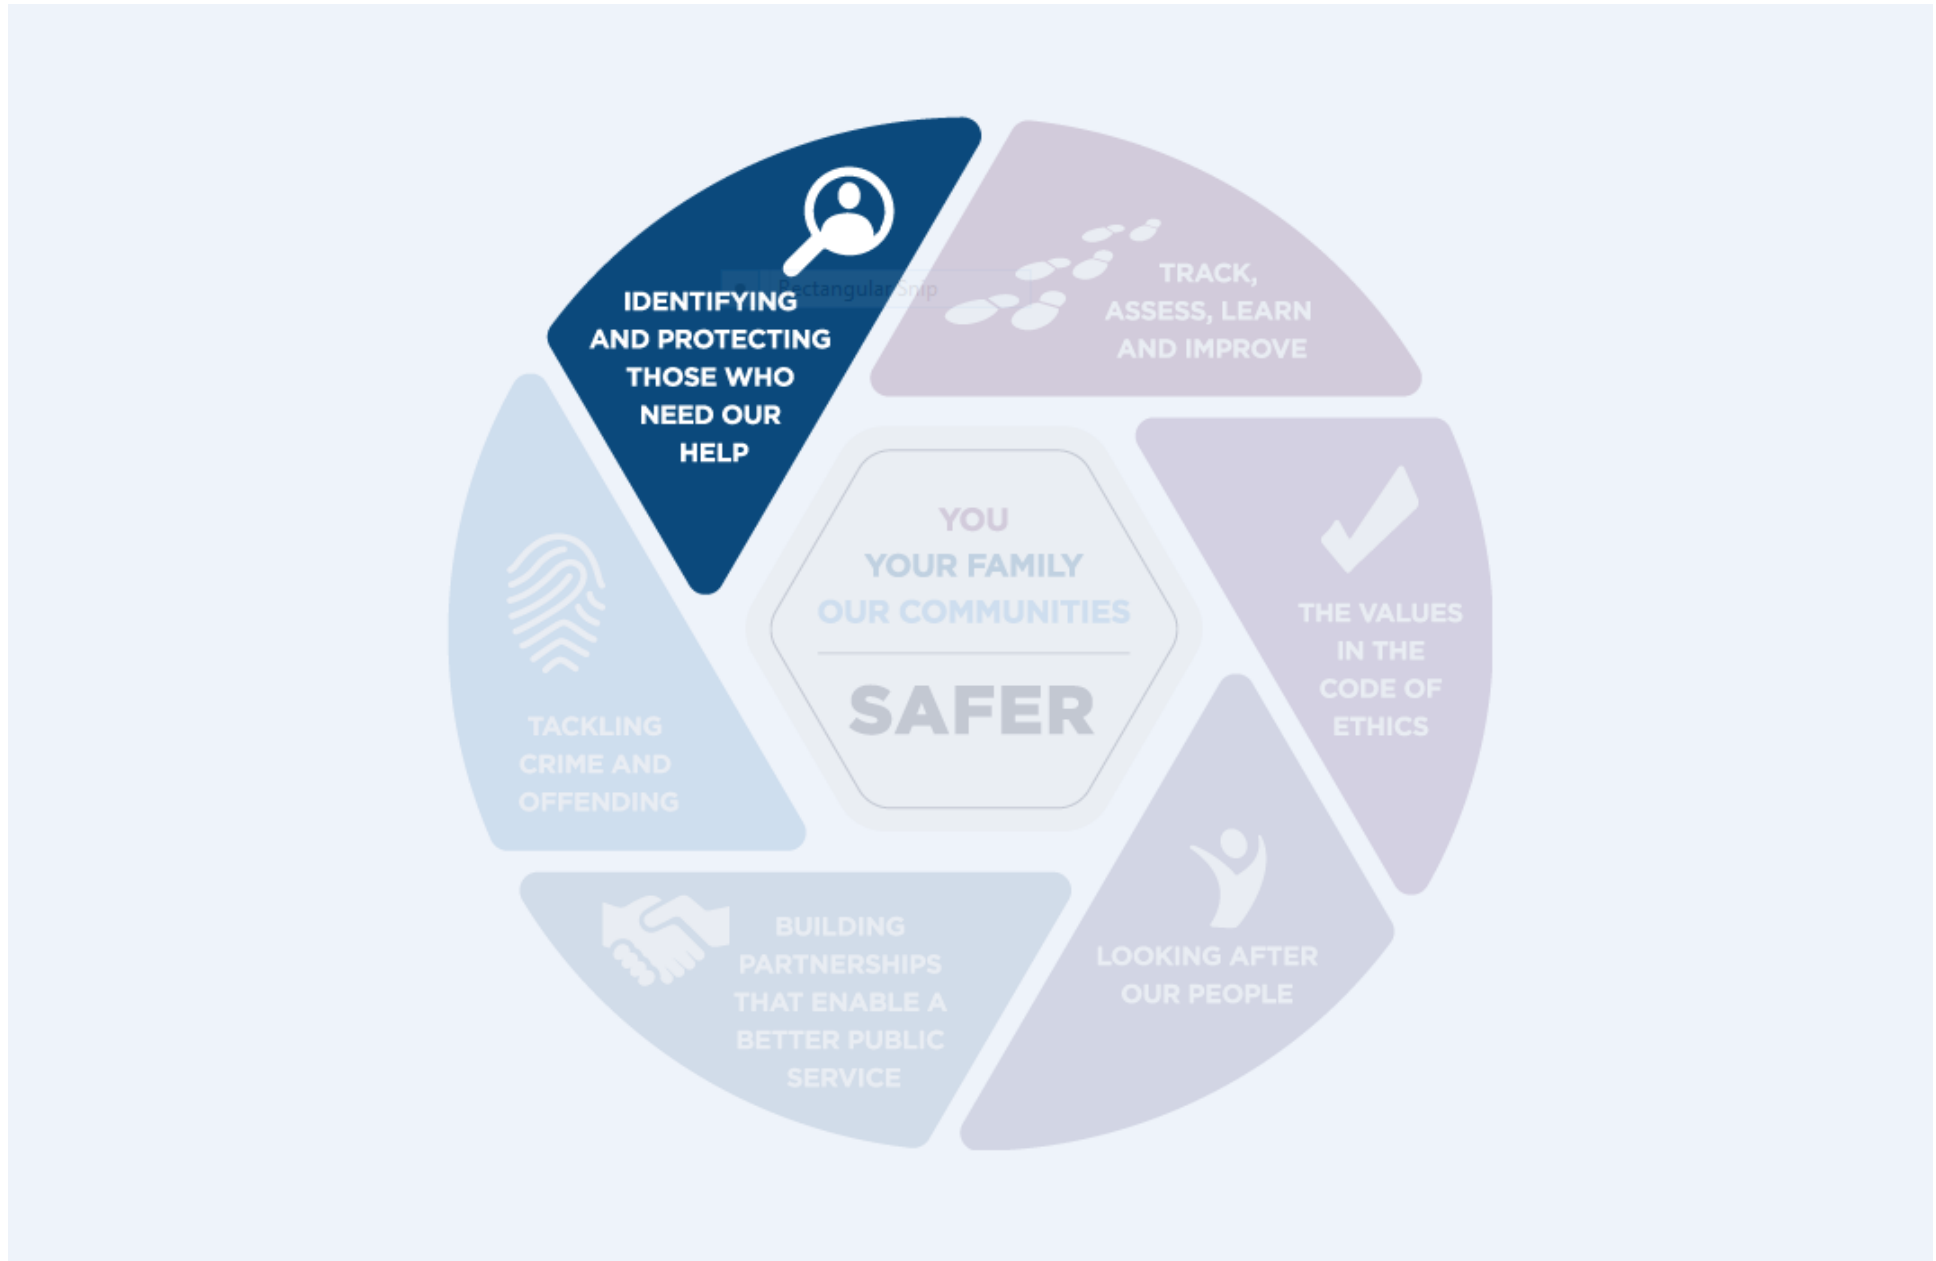 IDENTIFYING
AND PROTECTING
THOSE WHO
NEED OUR
HELP
Rectangular Snip
TRACK,
ASSESS, LEARN
AND IMPROVE
THE VALUES
IN THE
CODE OF
ETHICS
LOOKING AFTER
OUR PEOPLE
BUILDING
PARTNERSHIPS
THAT ENABLE A
BETTER PUBLIC
SERVICE
TACKLING
CRIME AND
OFFENDING
YOU
YOUR FAMILY
OUR COMMUNITIES
SAFER